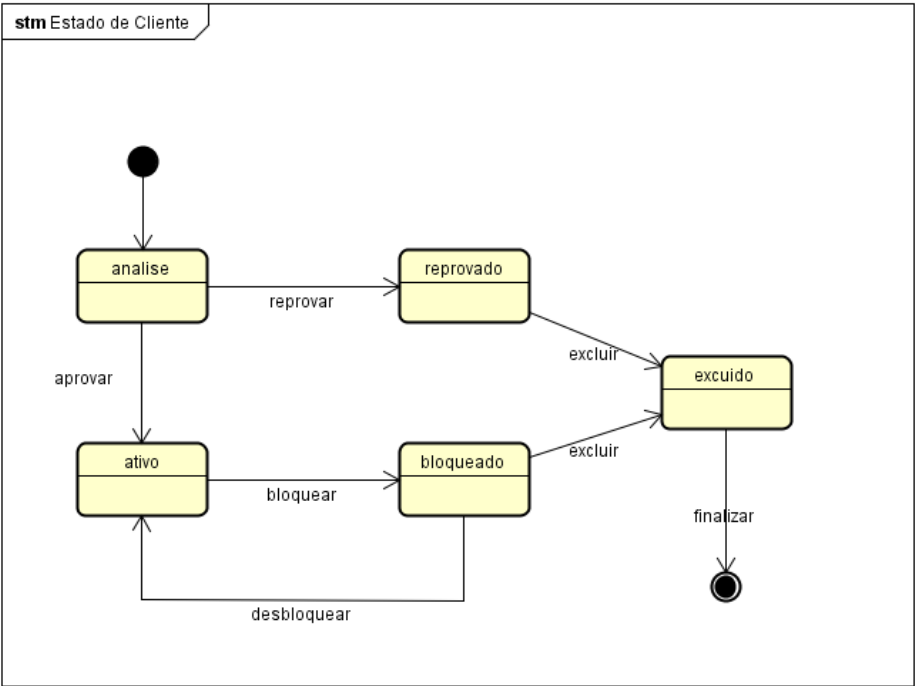 stm Estado de Cliente
analise
reprovado
reprovar
excluir
aprovar
excuido
ativo
bloqueado
bloquear
excluir
finalizar
desbloquear